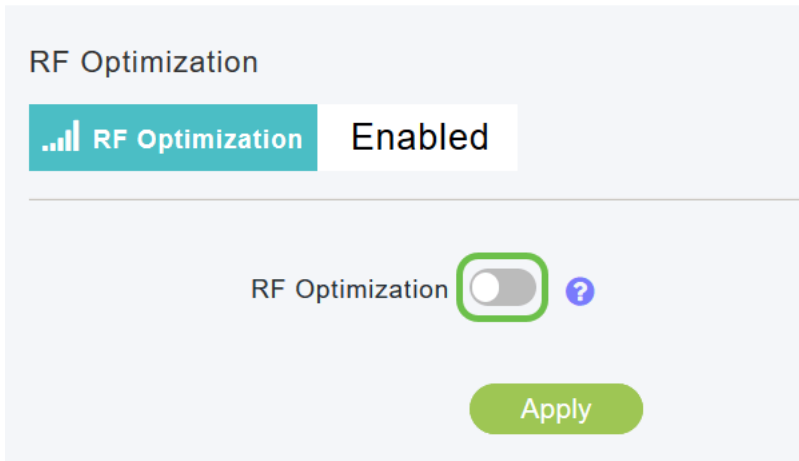 RF Optimization
RF Optimization Enabled
RF Optimization ?
Apply